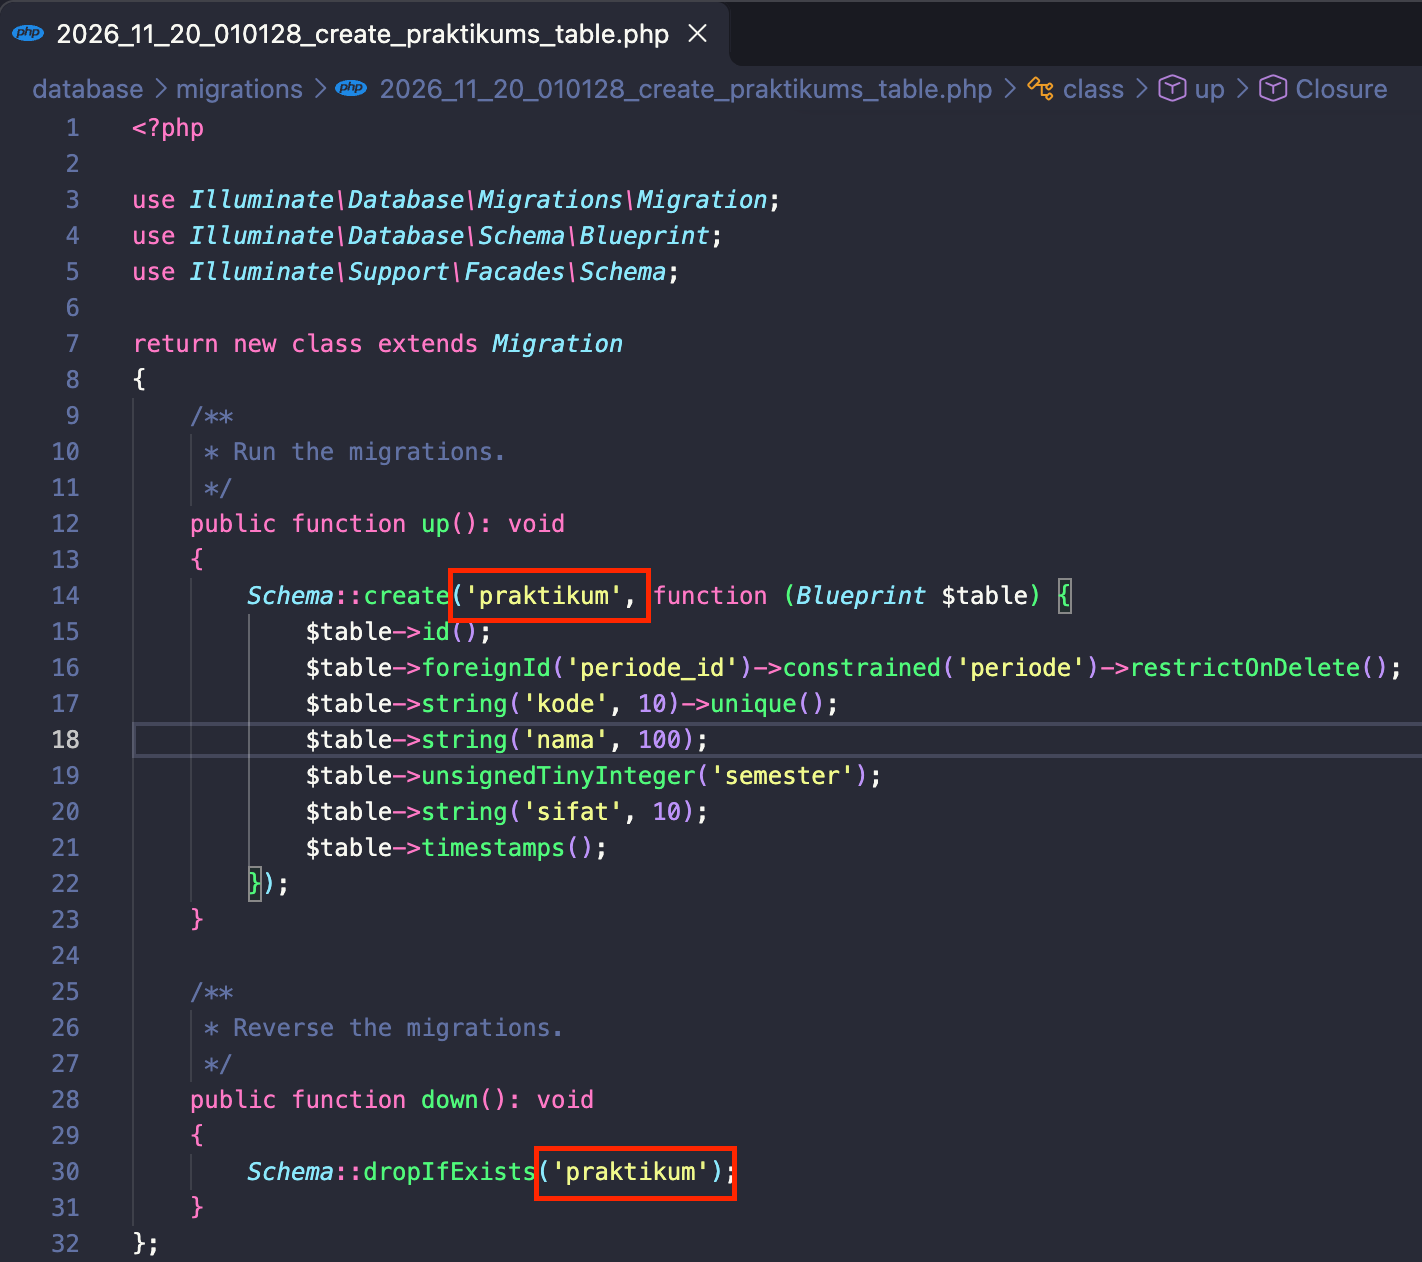 php 2026_11_20_010128_create_praktikums_table.php ×
database > migrations > php 2026_11_20_010128_create_praktikums_table.php > class > up > Closure
1 <?php
2
3 use Illuminate\Database\Migrations\Migration;
4 use Illuminate\Database\Schema\Blueprint;
5 use Illuminate\Support\Facades\Schema;
6
7 return new class extends Migration
8 {
9     /**
10      * Run the migrations.
11      */
12     public function up(): void
13     {
14         Schema::create('praktikum', function (Blueprint $table) {
15             $table->id();
16             $table->foreignId('periode_id')->constrained('periode')->restrictOnDelete();
17             $table->string('kode', 10)->unique();
18             $table->string('nama', 100);
19             $table->unsignedTinyInteger('semester');
20             $table->string('sifat', 10);
21             $table->timestamps();
22         });
23     }
24
25     /**
26      * Reverse the migrations.
27      */
28     public function down(): void
29     {
30         Schema::dropIfExists('praktikum');
31     }
32 };